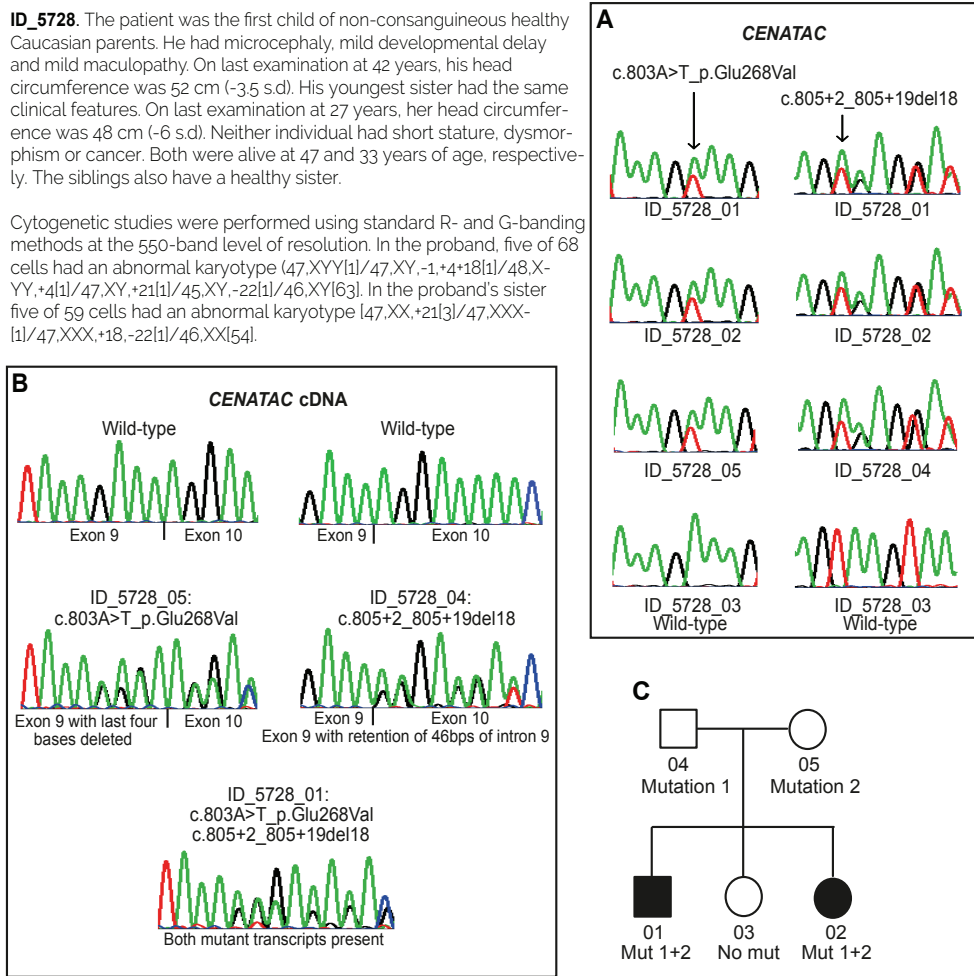 ID_5728. The patient was the first child of non-consanguineous healthy
Caucasian parents. He had microcephaly, mild developmental delay
and mild maculopathy. On last examination at 42 years, his head
circumference was 52 cm (-3.5 s.d). His youngest sister had the same
clinical features. On last examination at 27 years, her head circumfer-
ence was 48 cm (-6 s.d). Neither individual had short stature, dysmor-
phism or cancer. Both were alive at 47 and 33 years of age, respective-
ly. The siblings also have a healthy sister.
Cytogenetic studies were performed using standard R- and G-banding
methods at the 550-band level of resolution. In the proband, five of 68
cells had an abnormal karyotype (47,XYY[1]/47,XY,-1,+4+18[1]/48,X-
YY,+4[1]/47,XY,+21[1]/45,XY,-22[1]/46,XY[63]. In the proband's sister
five of 59 cells had an abnormal karyotype [47,XX,+21[3]/47,XXX-
[1]/47,XXX,+18,-22[1]/46,XX[54].
A
CENATAC
c.803A>T_p.Glu268Val
c.805+2_805+19del18
ID_5728_01
ID_5728_01
ID_5728_02
ID_5728_02
ID_5728_05
ID_5728_04
ID_5728_03
Wild-type
ID_5728_03
Wild-type
B
CENATAC cDNA
Wild-type
Wild-type
Exon 9
Exon 10
Exon 9
Exon 10
ID_5728_05:
c.803A>T_p.Glu268Val
ID_5728_04:
c.805+2_805+19del18
Exon 9 with last four
bases deleted
Exon 10
Exon 9
Exon 10
Exon 9 with retention of 46bps of intron 9
ID_5728_01:
c.803A>T_p.Glu268Val
c.805+2_805+19del18
Both mutant transcripts present
C
04
Mutation 1
05
Mutation 2
01
Mut 1+2
03
No mut
02
Mut 1+2